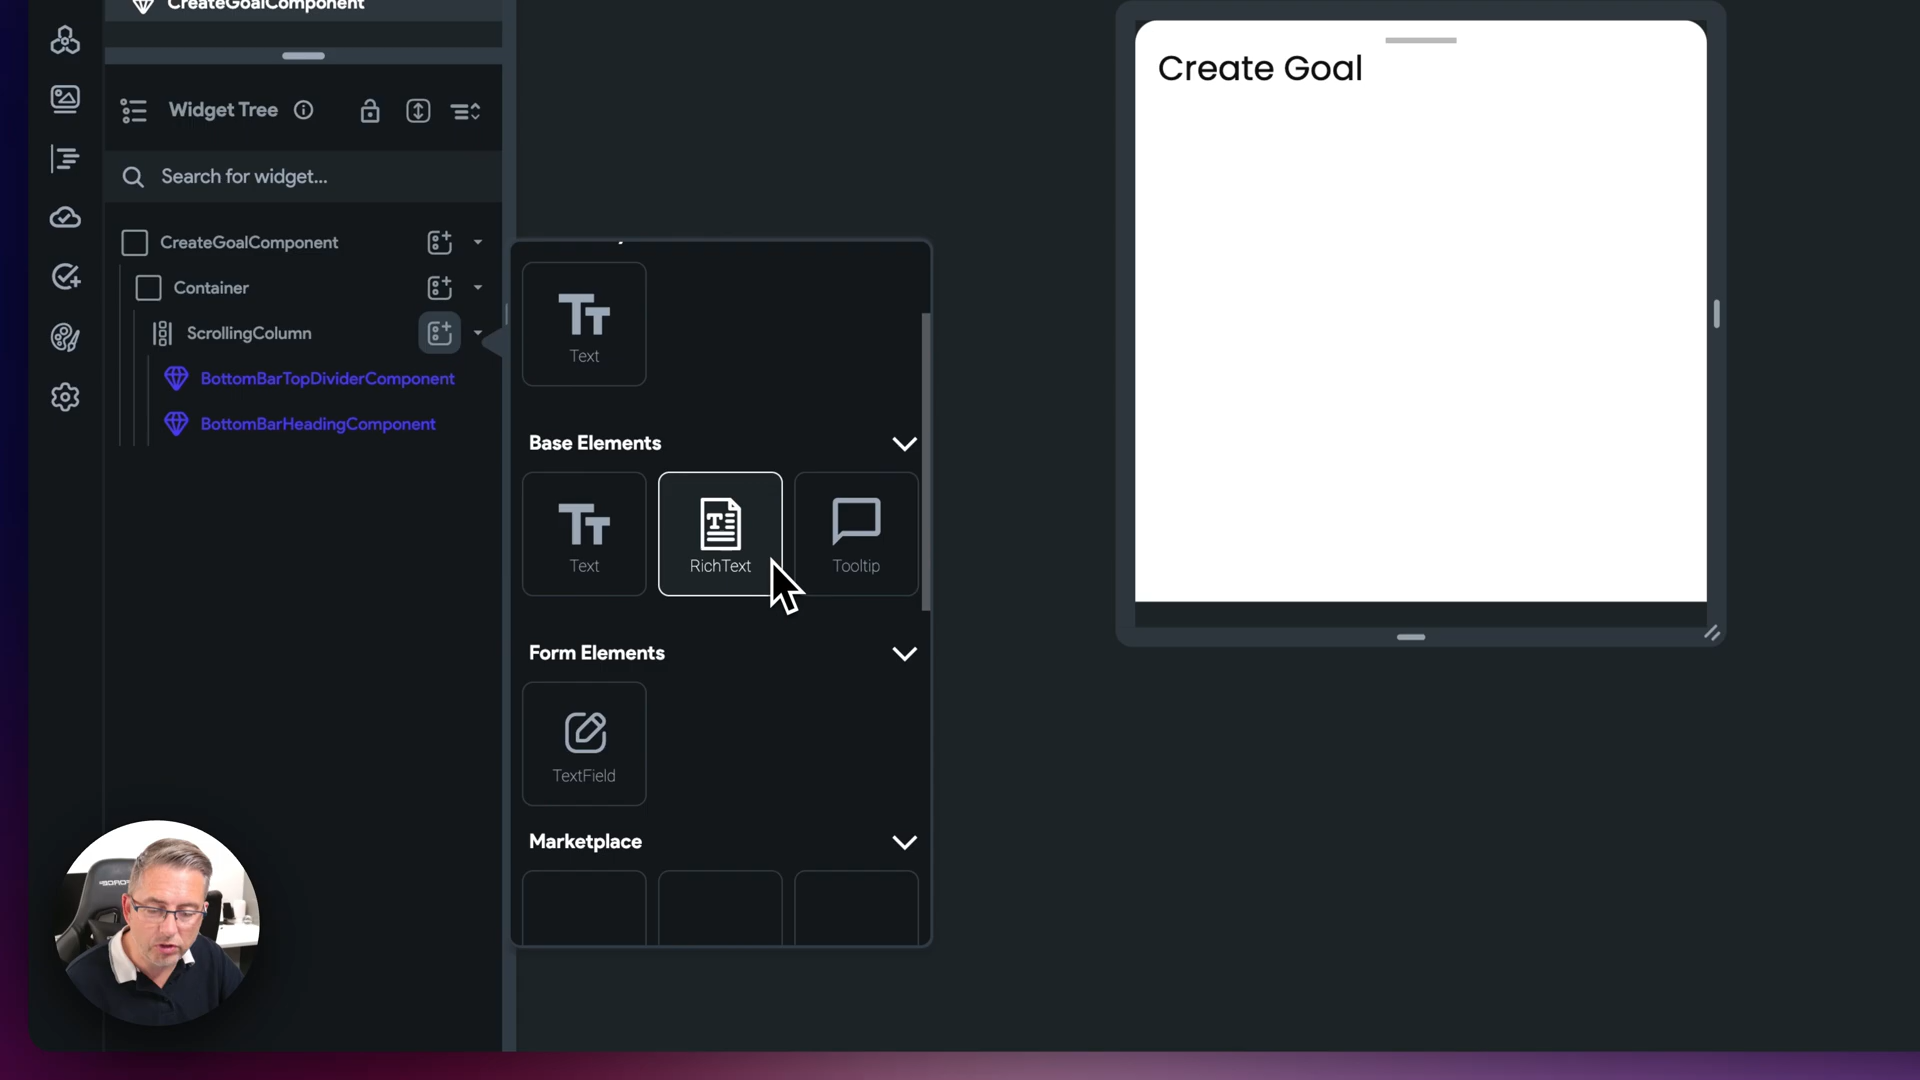 CreateGoalComponent
Widget Tree
Search for widget...
CreateGoalComponent
Container
ScrollingColumn
BottomBarTopDividerComponent
BottomBarHeadingComponent
Text
Base Elements
Text
RichText
Tooltip
Form Elements
TextField
Marketplace
Create Goal